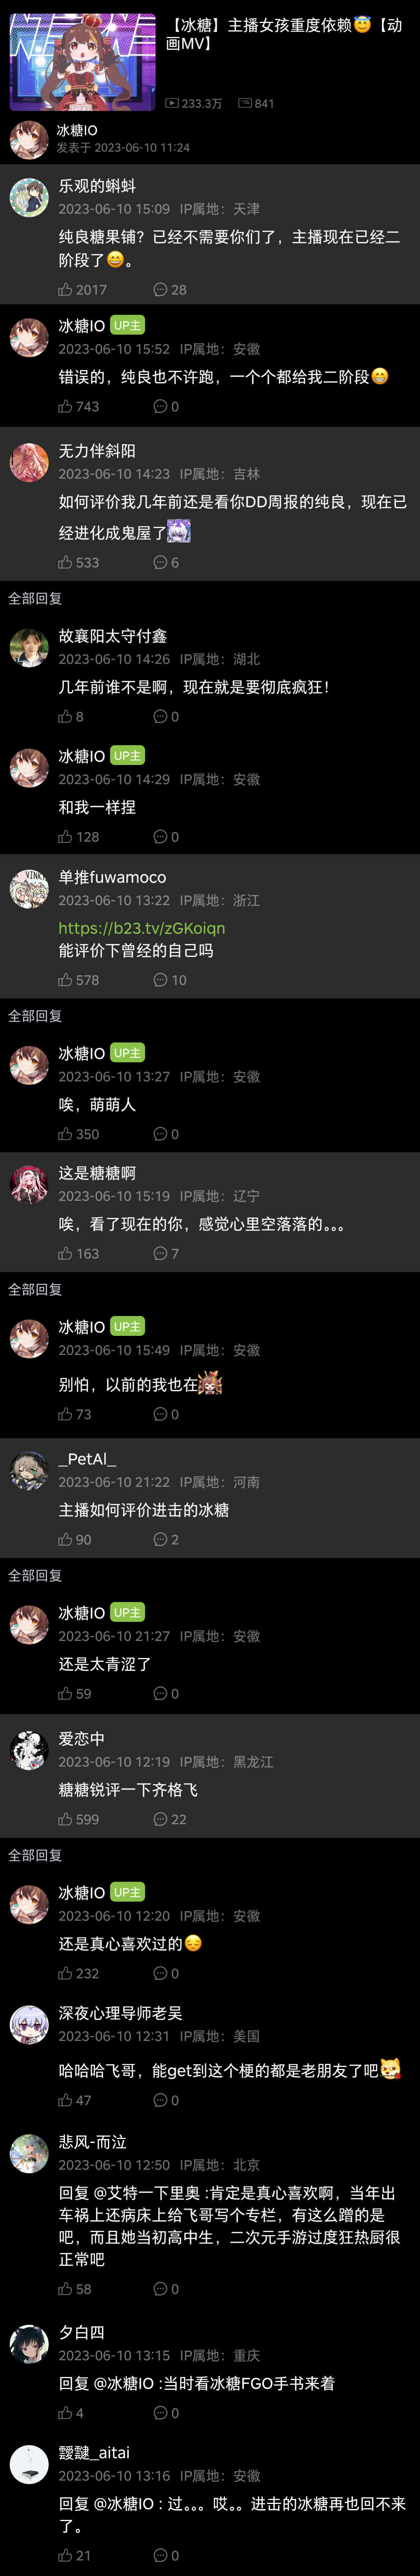 【冰糖】主播女孩重度依赖😇【动
画MV】
233.3万 841
冰糖IO
发表于 2023-06-10 11:24
乐观的蝌蚪
2023-06-10 15:09 IP属地：天津
纯良糖果铺？已经不需要你们了，主播现在已经二
阶段了😄。
2017 28
冰糖IO UP主
2023-06-10 15:52 IP属地：安徽
错误的，纯良也不许跑，一个个都给我二阶段😁
743 0
无力伴斜阳
2023-06-10 14:23 IP属地：吉林
如何评价我几年前还是看你DD周报的纯良，现在已
经进化成鬼屋了
533 6
全部回复
故襄阳太守付鑫
2023-06-10 14:26 IP属地：湖北
几年前谁不是啊，现在就是要彻底疯狂！
8 0
冰糖IO UP主
2023-06-10 14:29 IP属地：安徽
和我一样捏
128 0
单推fuwamoco
2023-06-10 13:22 IP属地：浙江
https://b23.tv/zGKoiqn
能评价下曾经的自己吗
578 10
全部回复
冰糖IO UP主
2023-06-10 13:27 IP属地：安徽
唉，萌萌人
350 0
这是糖糖啊
2023-06-10 15:19 IP属地：辽宁
唉，看了现在的你，感觉心里空落落的。。。
163 7
全部回复
冰糖IO UP主
2023-06-10 15:49 IP属地：安徽
别怕，以前的我也在
73 0
_PetAl_
2023-06-10 21:22 IP属地：河南
主播如何评价进击的冰糖
90 2
全部回复
冰糖IO UP主
2023-06-10 21:27 IP属地：安徽
还是太青涩了
59 0
爱恋中
2023-06-10 12:19 IP属地：黑龙江
糖糖锐评一下齐格飞
599 22
全部回复
冰糖IO UP主
2023-06-10 12:20 IP属地：安徽
还是真心喜欢过的😔
232 0
深夜心理导师老吴
2023-06-10 12:31 IP属地：美国
哈哈哈飞哥，能get到这个梗的都是老朋友了吧
47 0
悲风-而泣
2023-06-10 12:50 IP属地：北京
回复 @艾特一下里奥 :肯定是真心喜欢啊，当年出
车祸上还病床上给飞哥写个专栏，有这么蹭的是
吧，而且她当初高中生，二次元手游过度狂热厨很
正常吧
58 0
夕白四
2023-06-10 13:15 IP属地：重庆
回复 @冰糖IO :当时看冰糖FGO手书来着
4 0
_aitai
2023-06-10 13:16 IP属地：安徽
回复 @冰糖IO : 过。。。哎。。进击的冰糖再也回不来
了。
21 0